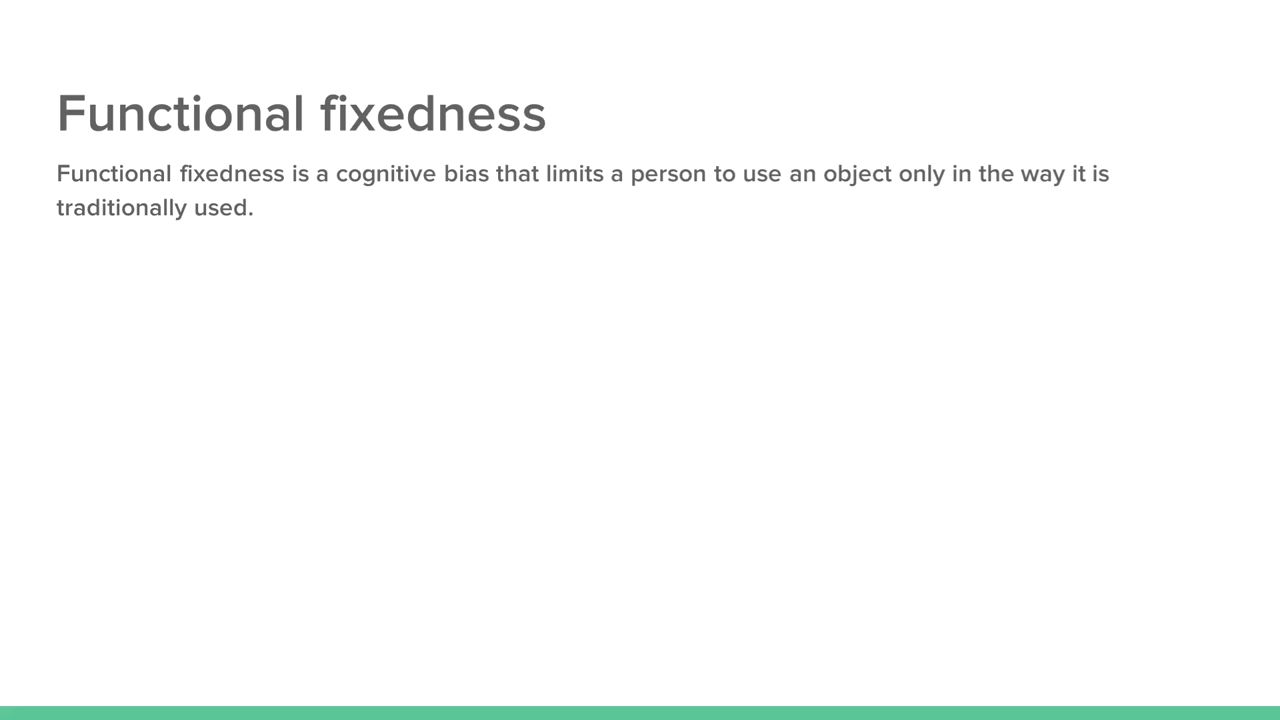 Functional fixedness
Functional fixedness is a cognitive bias that limits a person to use an object only in the way it is
traditionally used.